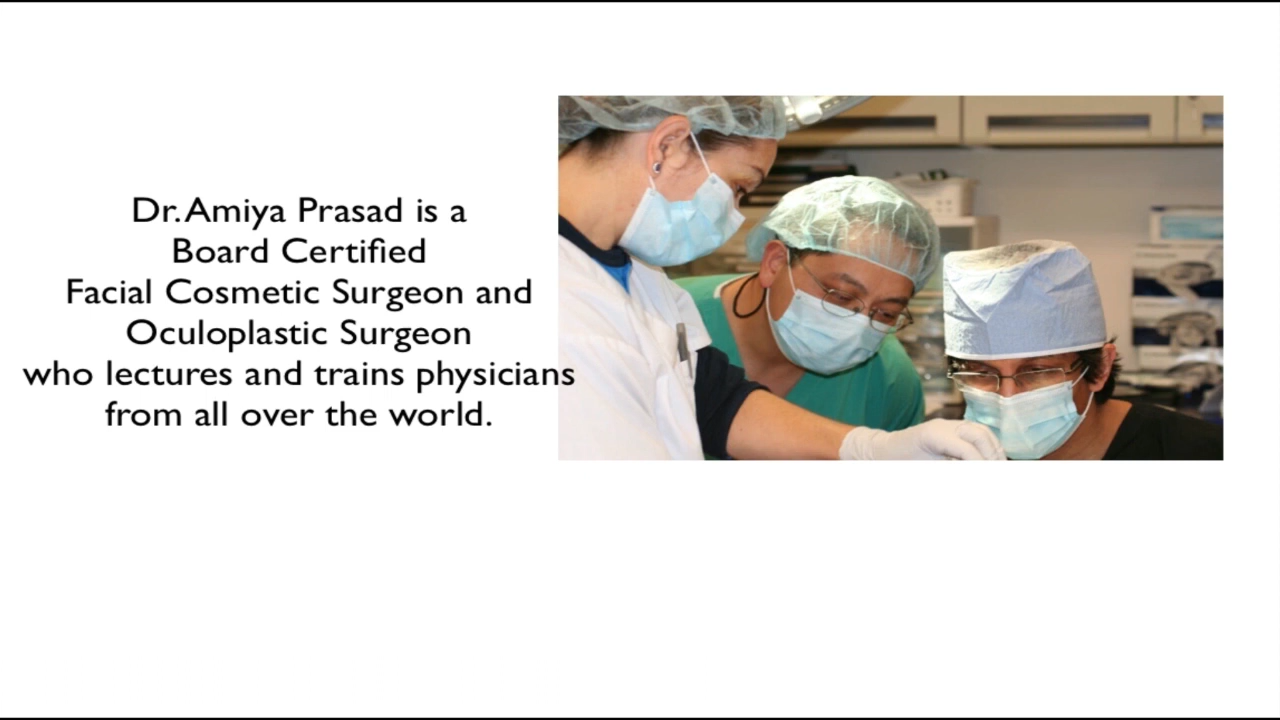 Dr. Amiya Prasad is a
Board Certified
Facial Cosmetic Surgeon and
Oculoplastic Surgeon
who lectures and trains physicians
from all over the world.